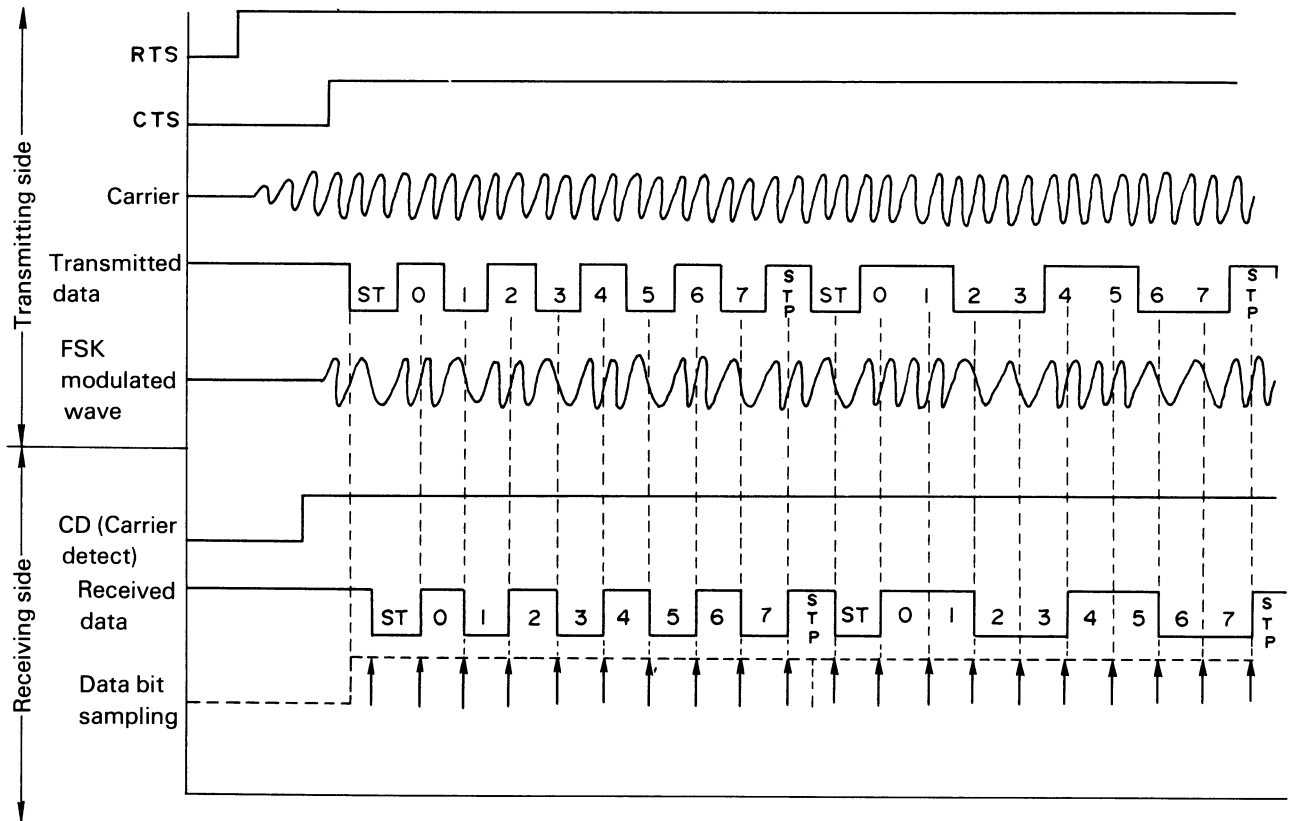 Transmitting side
RTS
CTS
Carrier
Transmitted
data
ST 0 1 2 3 4 5 6 7 STP ST 0 1 2 3 4 5 6 7 STP
FSK
modulated
wave
Receiving side
CD (Carrier
detect)
Received
data
ST 0 1 2 3 4 5 6 7 STP ST 0 1 2 3 4 5 6 7 STP
Data bit
sampling